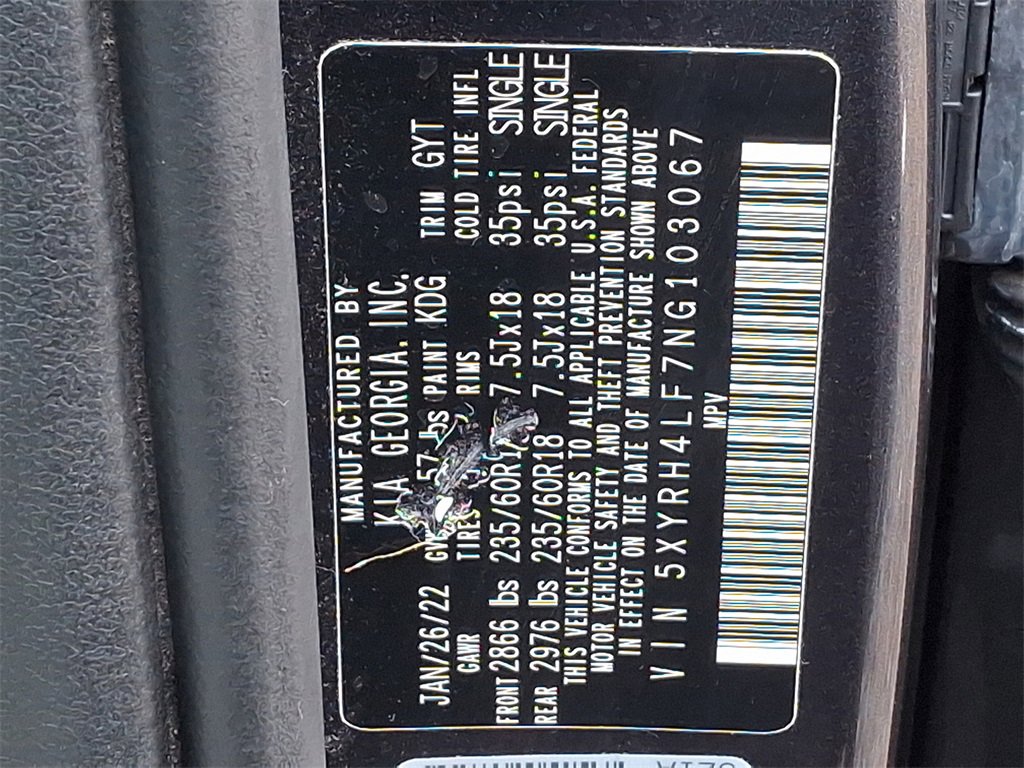 MANUFACTURED BY
KIA GEORGIA, INC.
JAN/26/22 lbs PAINT KDG TRIM GYT
GAWR TIRES RIMS COLD TIRE INFL
FRONT 2866 lbs 7.5Jx18 35psi SINGLE
REAR 2976 lbs 235/60R18 7.5Jx18 35psi SINGLE
THIS VEHICLE CONFORMS TO ALL APPLICABLE U.S.A. FEDERAL
MOTOR VEHICLE SAFETY AND THEFT PREVENTION STANDARDS
IN EFFECT ON THE DATE OF MANUFACTURE SHOWN ABOVE
VIN 5XYRH4LF7NG103067
MPV